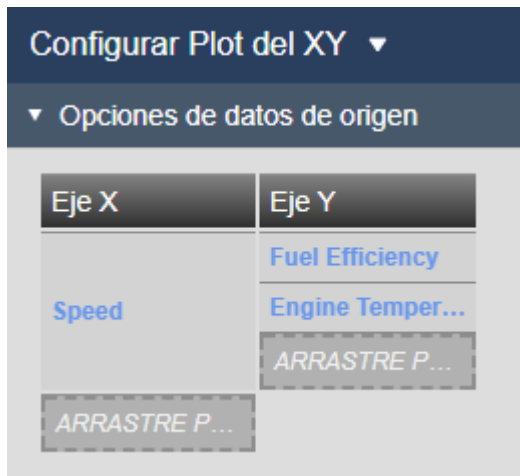 Configurar Plot del XY
Opciones de datos de origen
Eje X Eje Y
Fuel Efficiency
Speed
Engine Temper...
ARRASTRE P...
ARRASTRE P...